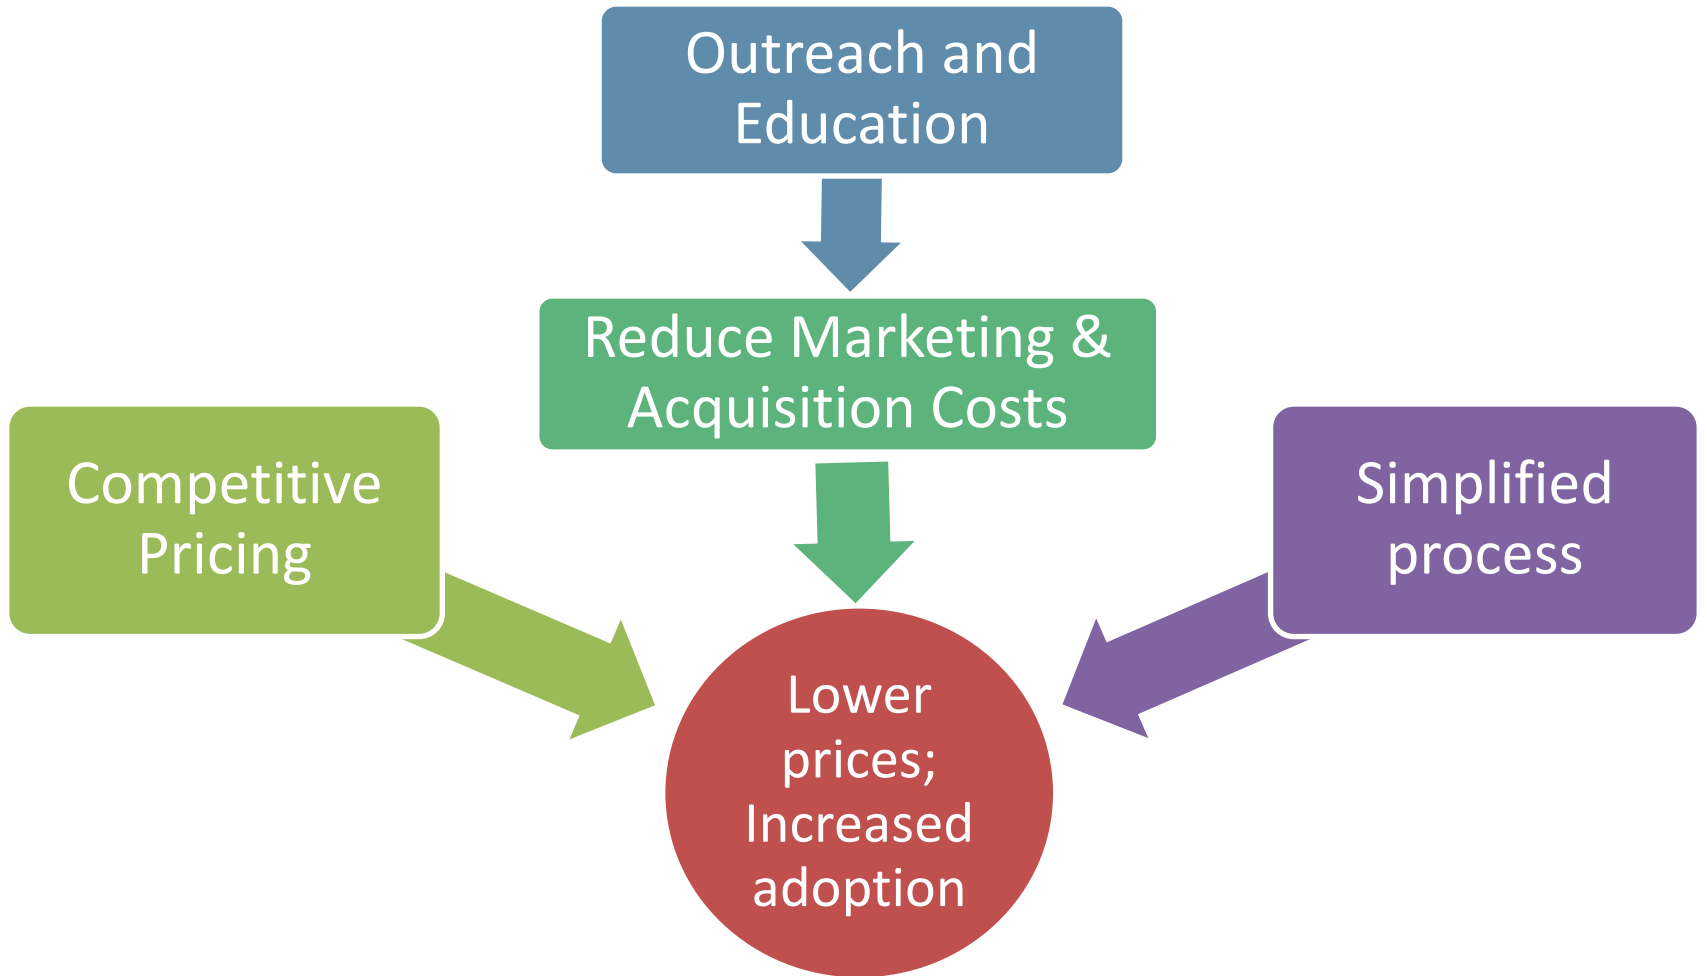 Outreach and
Education
Reduce Marketing &
Acquisition Costs
Competitive
Pricing
Simplified
process
Lower
prices;
Increased
adoption